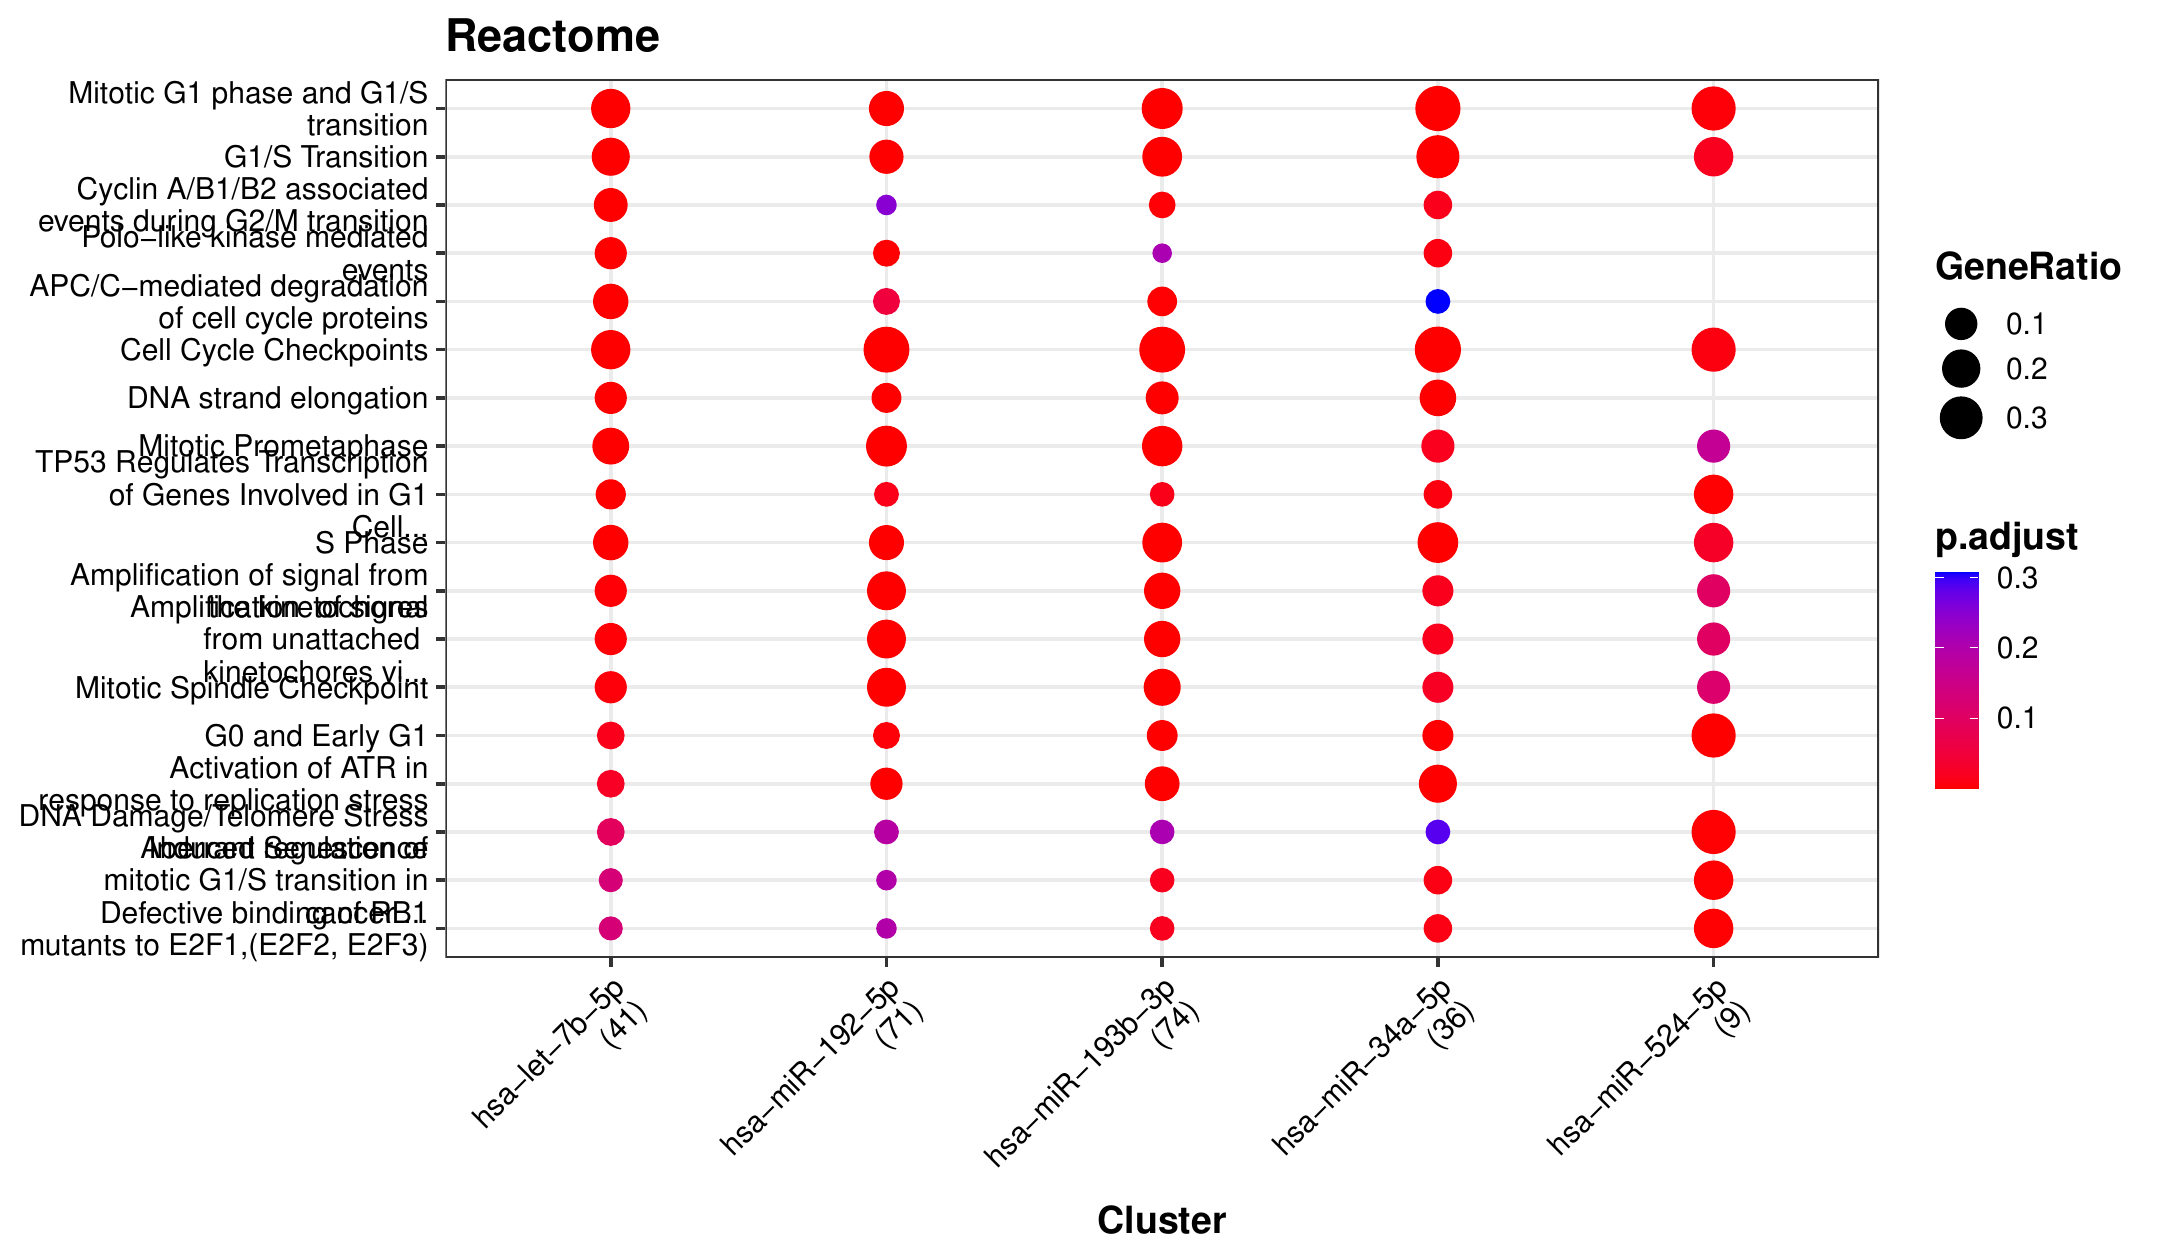 Reactome
Mitotic G1 phase and G1/S
transition
G1/S Transition
Cyclin A/B1/B2 associated
events during G2/M transition
Polo−like kinase mediated
events
APC/C−mediated degradation
of cell cycle proteins
Cell Cycle Checkpoints
DNA strand elongation
Mitotic Prometaphase
TP53 Regulates Transcription
of Genes Involved in G1
Cell...
S Phase
Amplification of signal from
the kinetochores
Amplification of signal
from unattached
kinetochores vi...
Mitotic Spindle Checkpoint
G0 and Early G1
Activation of ATR in
response to replication stress
DNA Damage/Telomere Stress
Induced Senescence
Aberrant regulation of
mitotic G1/S transition in
cancer...
Defective binding of RB1
mutants to E2F1,(E2F2, E2F3)
hsa−let−7b−5p
(41)
hsa−miR−192−5p
(71)
hsa−miR−193b−3p
(74)
hsa−miR−34a−5p
(36)
hsa−miR−524−5p
(9)
Cluster
GeneRatio
0.1
0.2
0.3
p.adjust
0.3
0.2
0.1